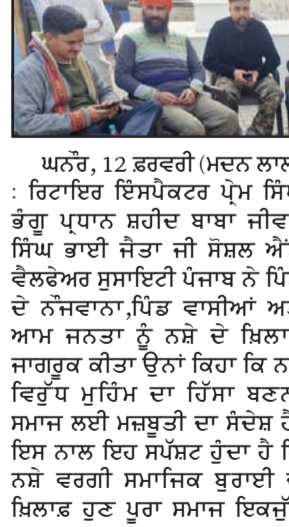 ਘਨੌਰ, 12 ਫ਼ਰਵਰੀ (ਮਦਨ ਲਾਲ
: ਰਿਟਾਇਰ ਇੰਸਪੈਕਟਰ ਪ੍ਰੇਮ ਸਿੰਘ
ਭੰਗੂ ਪ੍ਰਧਾਨ ਸ਼ਹੀਦ ਬਾਬਾ ਜੀਵਾ
ਸਿੰਘ ਭਾਈ ਜੈਤਾ ਜੀ ਸੋਸ਼ਲ ਐਂ
ਵੈਲਫੇਅਰ ਸੁਸਾਇਟੀ ਪੰਜਾਬ ਨੇ ਪਿੰ
ਦੇ ਨੌਜਵਾਨਾ,ਪਿੰਡ ਵਾਸੀਆਂ ਅ
ਆਮ ਜਨਤਾ ਨੂੰ ਨਸ਼ੇ ਦੇ ਖ਼ਿਲਾ
ਜਾਗਰੂਕ ਕੀਤਾ ਉਨਾਂ ਕਿਹਾ ਕਿ ਨ
ਵਿਰੁੱਧ ਮੁਹਿੰਮ ਦਾ ਹਿੱਸਾ ਬਣਨ
ਸਮਾਜ ਲਈ ਮਜ਼ਬੂਤੀ ਦਾ ਸੰਦੇਸ਼ ਹੈ
ਇਸ ਨਾਲ ਇਹ ਸਪੱਸ਼ਟ ਹੁੰਦਾ ਹੈ ਕਿ
ਨਸ਼ੇ ਵਰਗੀ ਸਮਾਜਿਕ ਬੁਰਾਈ
ਖ਼ਿਲਾਫ਼ ਹੁਣ ਪੂਰਾ ਸਮਾਜ ਇਕਜੁੱ